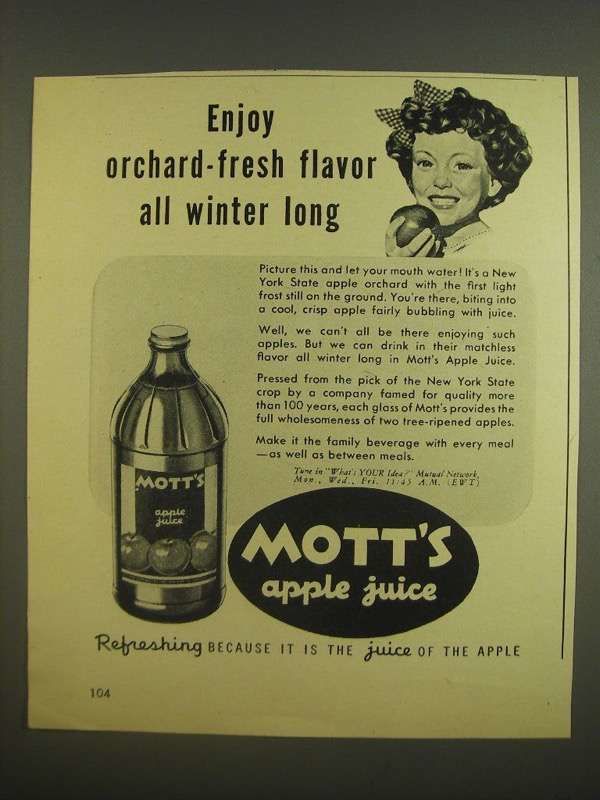 Enjoy
orchard-fresh flavor
all winter long
Picture this and let your mouth water! It's a New
York State apple orchard with the first light
frost still on the ground. You're there, biting into
a cool, crisp apple fairly bubbling with juice.
Well, we can't all be there enjoying such
apples. But we can drink in their matchless
flavor all winter long in Mott's Apple Juice.
Pressed from the pick of the New York State
crop by a company famed for quality more
than 100 years, each glass of Mott's provides the
full wholesomeness of two tree-ripened apples.
Make it the family beverage with every meal
—as well as between meals.
Tune in "What's YOUR Idea?" Mutual Network,
Mon., Wed., Fri. 11:45 A.M. (EWT)
MOTT'S
apple
juice
MOTT'S
apple juice
Refreshing BECAUSE IT IS THE juice OF THE APPLE
104